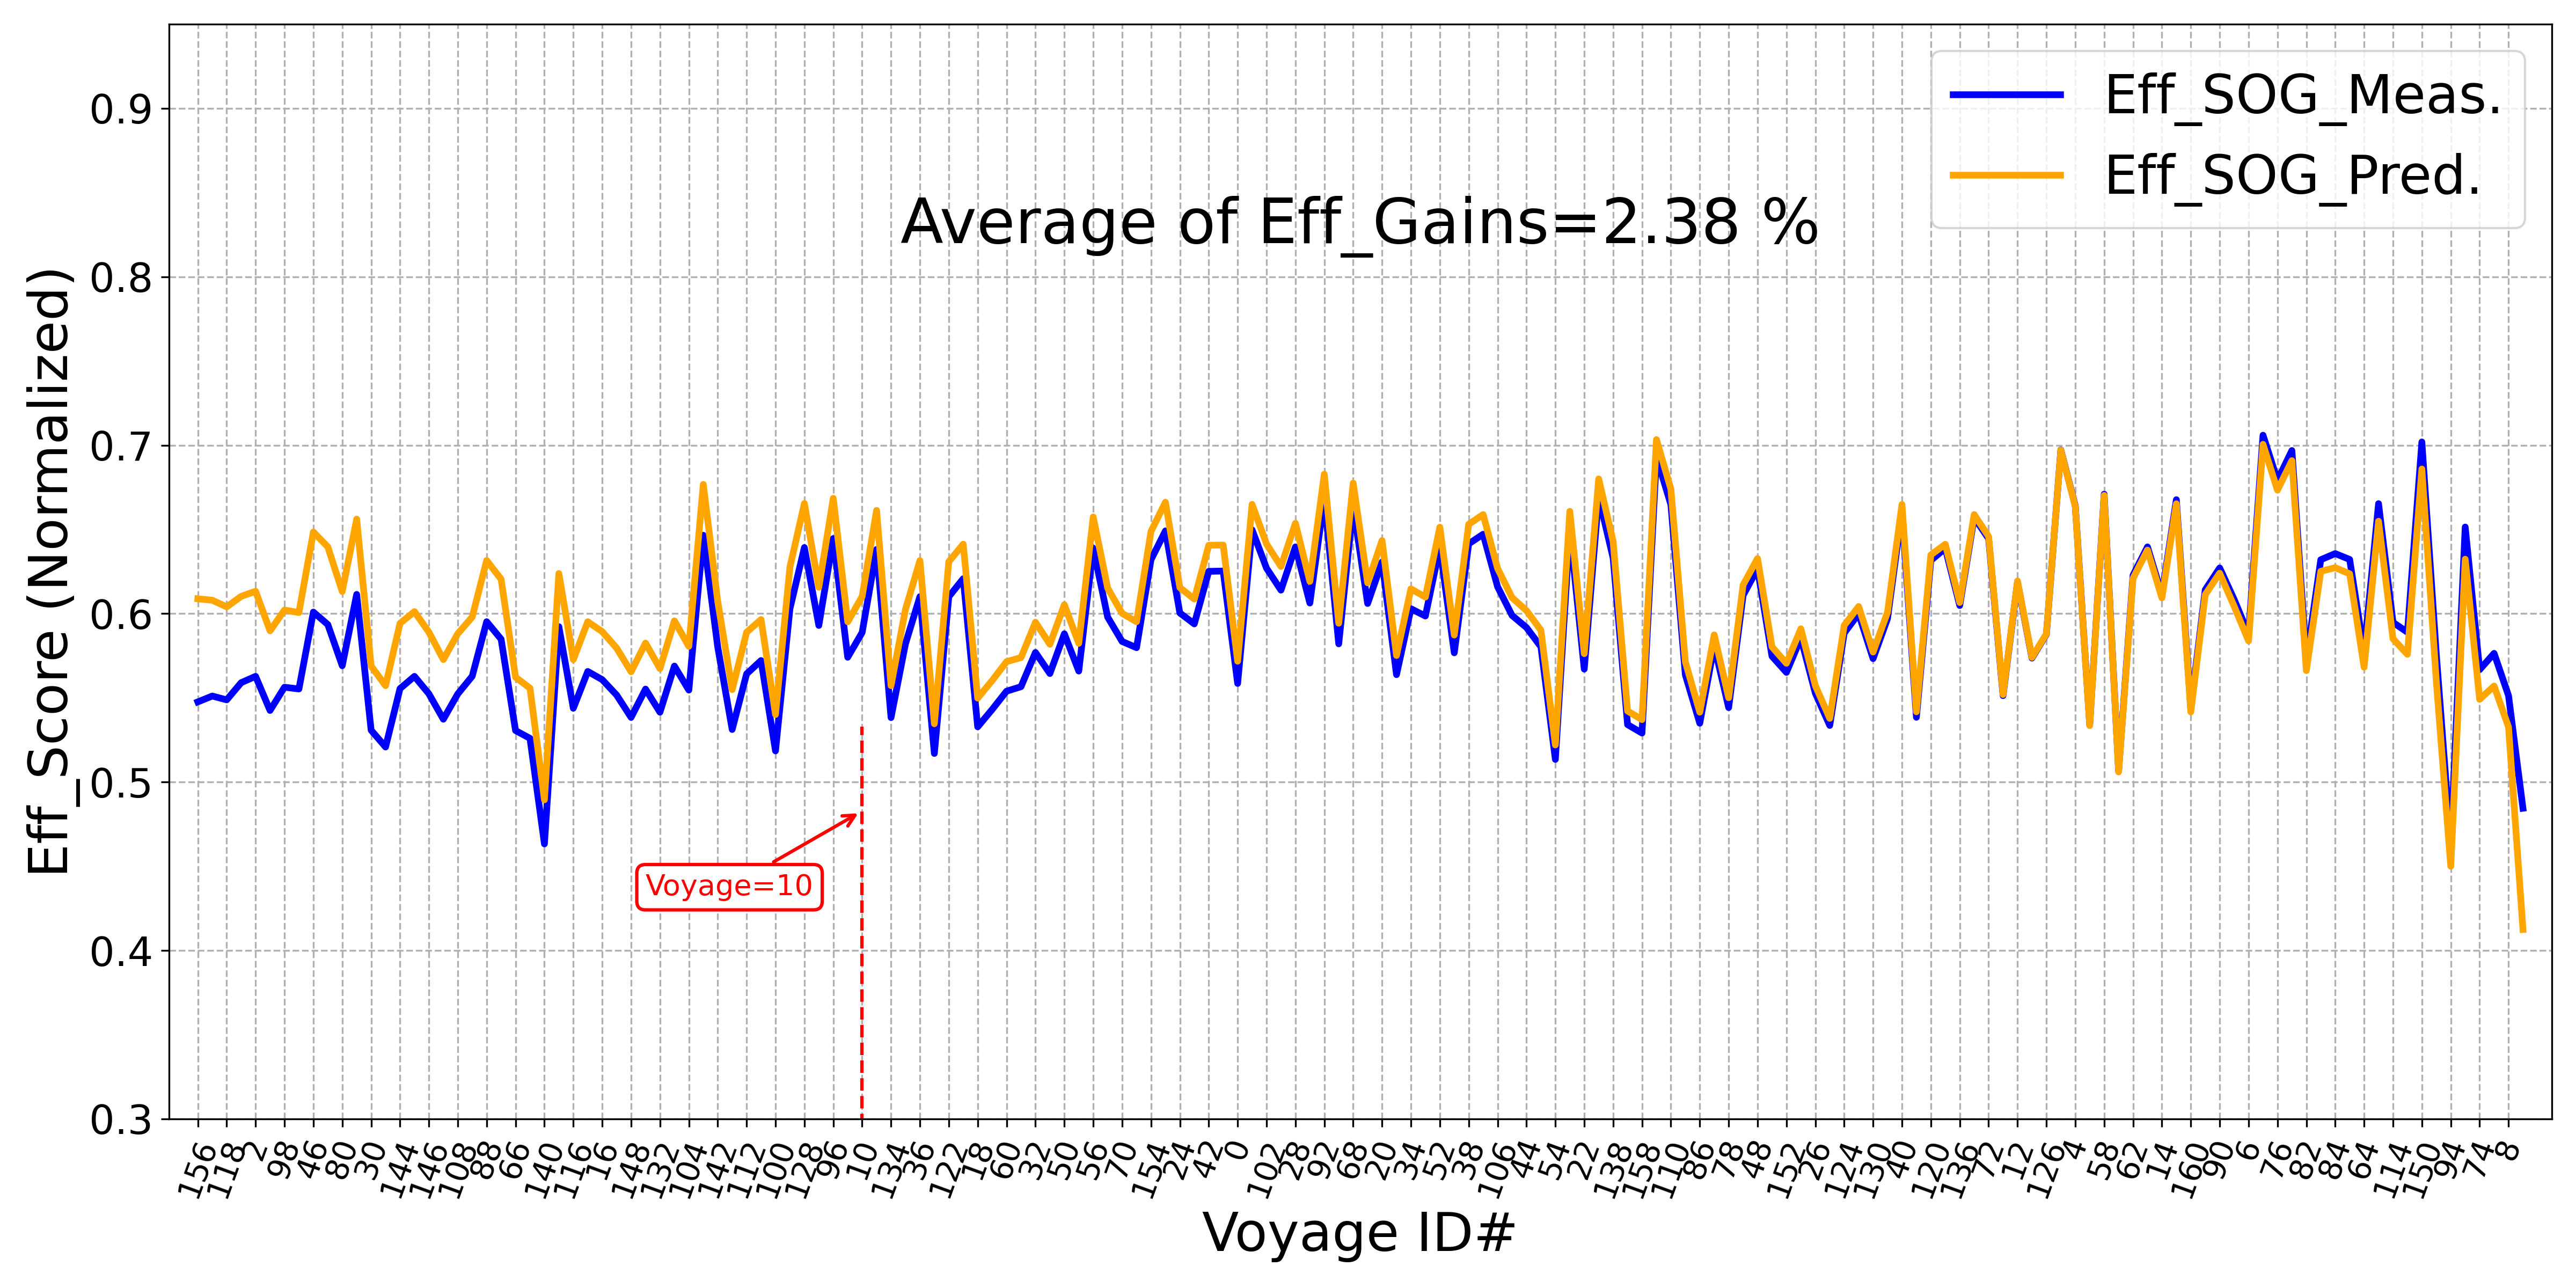 Eff_SOG_Meas.
Eff_SOG_Pred.
Average of Eff_Gains=2.38 %
Eff_Score (Normalized)
0.9
0.8
0.7
0.6
0.5
0.4
0.3
Voyage=10
156 118 2 98 46 80 30 144 146 108 88 66 140 116 16 148 132 104 142 112 100 128 96 10 134 36 122 18 60 32 50 56 70 154 24 42 0 102 28 92 68 20 34 52 38 106 44 54 22 138 158 110 86 78 48 152 26 124 130 40 120 136 72 12 126 4 58 62 14 160 90 6 76 82 84 64 114 150 94 74 8
Voyage ID#